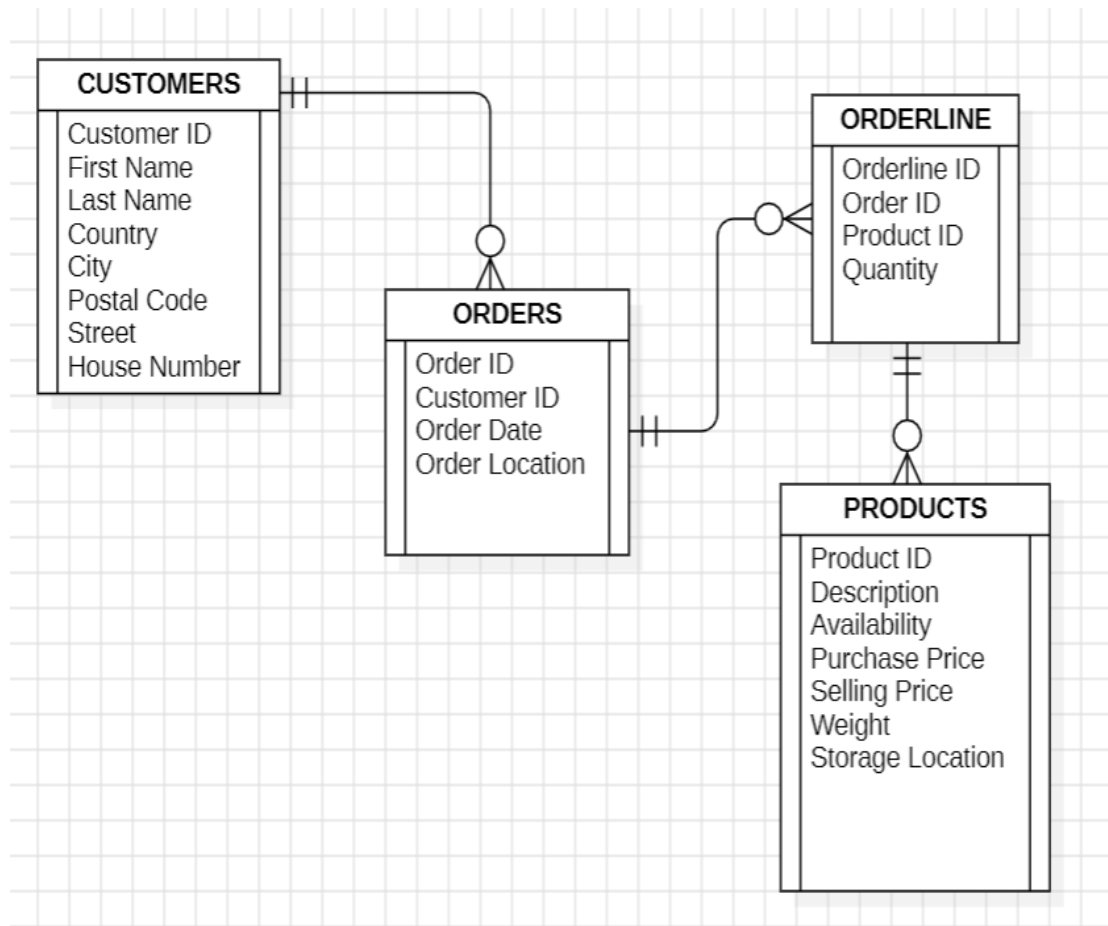 CUSTOMERS
Customer ID
First Name
Last Name
Country
City
Postal Code
Street
House Number
ORDERS
Order ID
Customer ID
Order Date
Order Location
ORDERLINE
Orderline ID
Order ID
Product ID
Quantity
PRODUCTS
Product ID
Description
Availability
Purchase Price
Selling Price
Weight
Storage Location